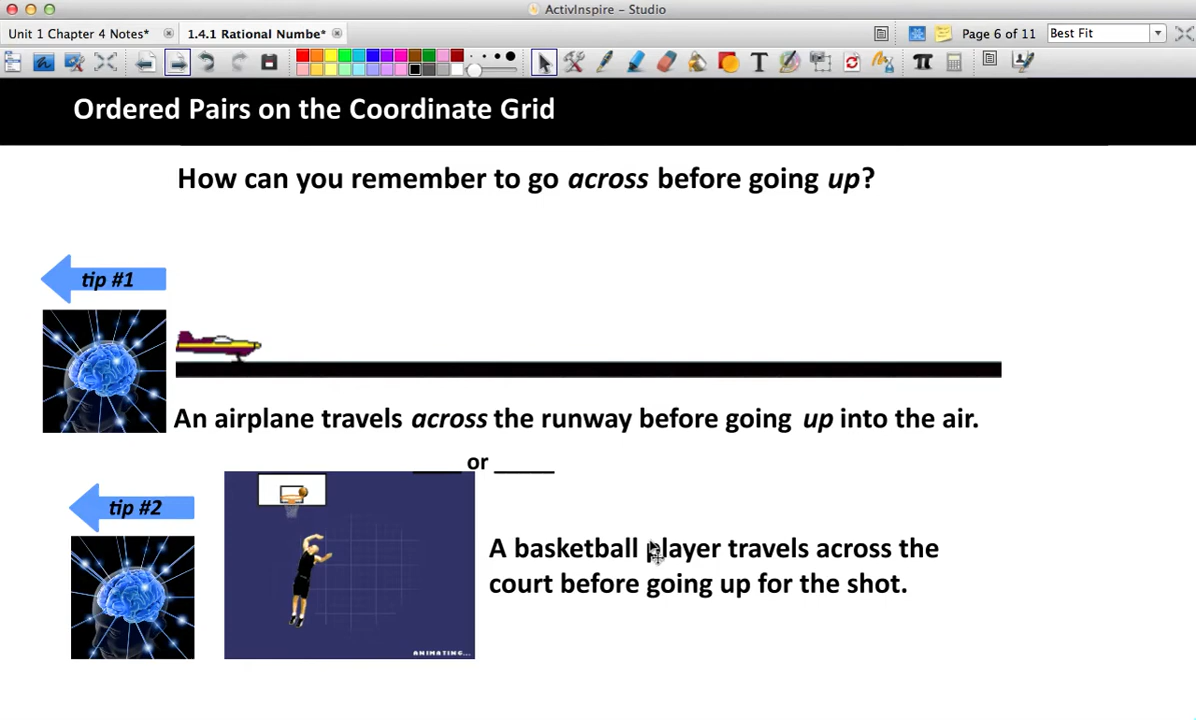 ActivInspire – Studio
Unit 1 Chapter 4 Notes*
1.4.1 Rational Numbe*
Page 6 of 11
Best Fit
Ordered Pairs on the Coordinate Grid
How can you remember to go across before going up?
tip #1
An airplane travels across the runway before going up into the air.
_____ or _____
tip #2
A basketball player travels across the
court before going up for the shot.
ANIMATING...